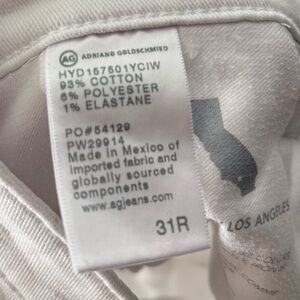 AG ADRIANO GOLDSCHMIED
HYD157501YCIW
93% COTTON
6% POLYESTER
1% ELASTANE
PO#54129
PW29914
Made in Mexico of
imported fabric and
globally sourced
components
www.agjeans.com
31R
LOS ANGELES